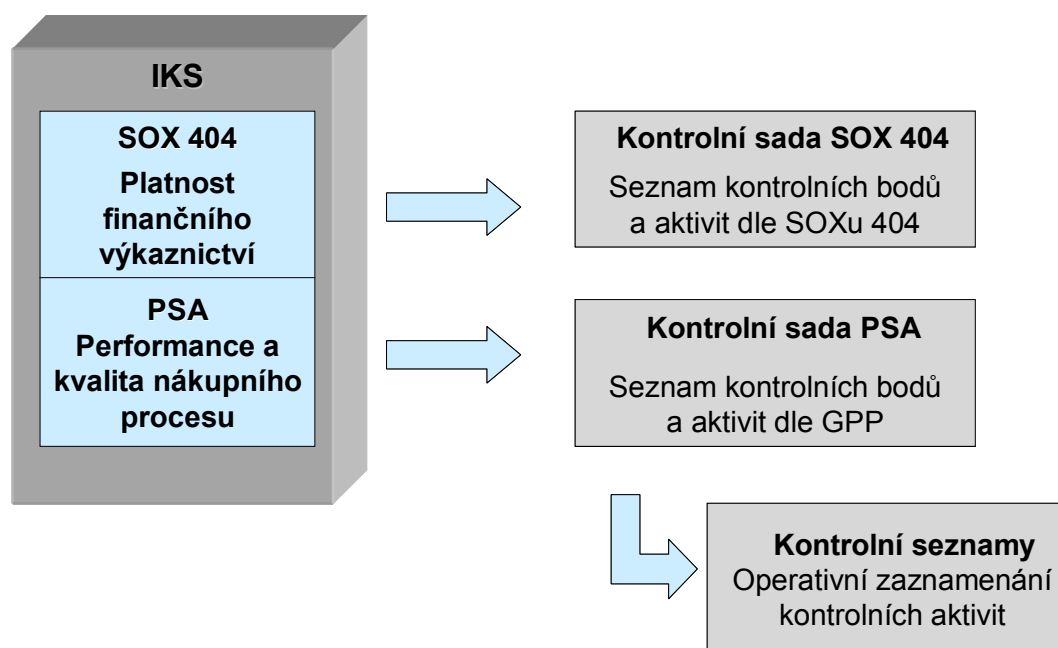 IKS
SOX 404
Platnost
finančního
výkaznictví
PSA
Performance a
kvalita nákupního
procesu
Kontrolní sada SOX 404
Seznam kontrolních bodů
a aktivit dle SOXu 404
Kontrolní sada PSA
Seznam kontrolních bodů
a aktivit dle GPP
Kontrolní seznamy
Operativní zaznamenání
kontrolních aktivit